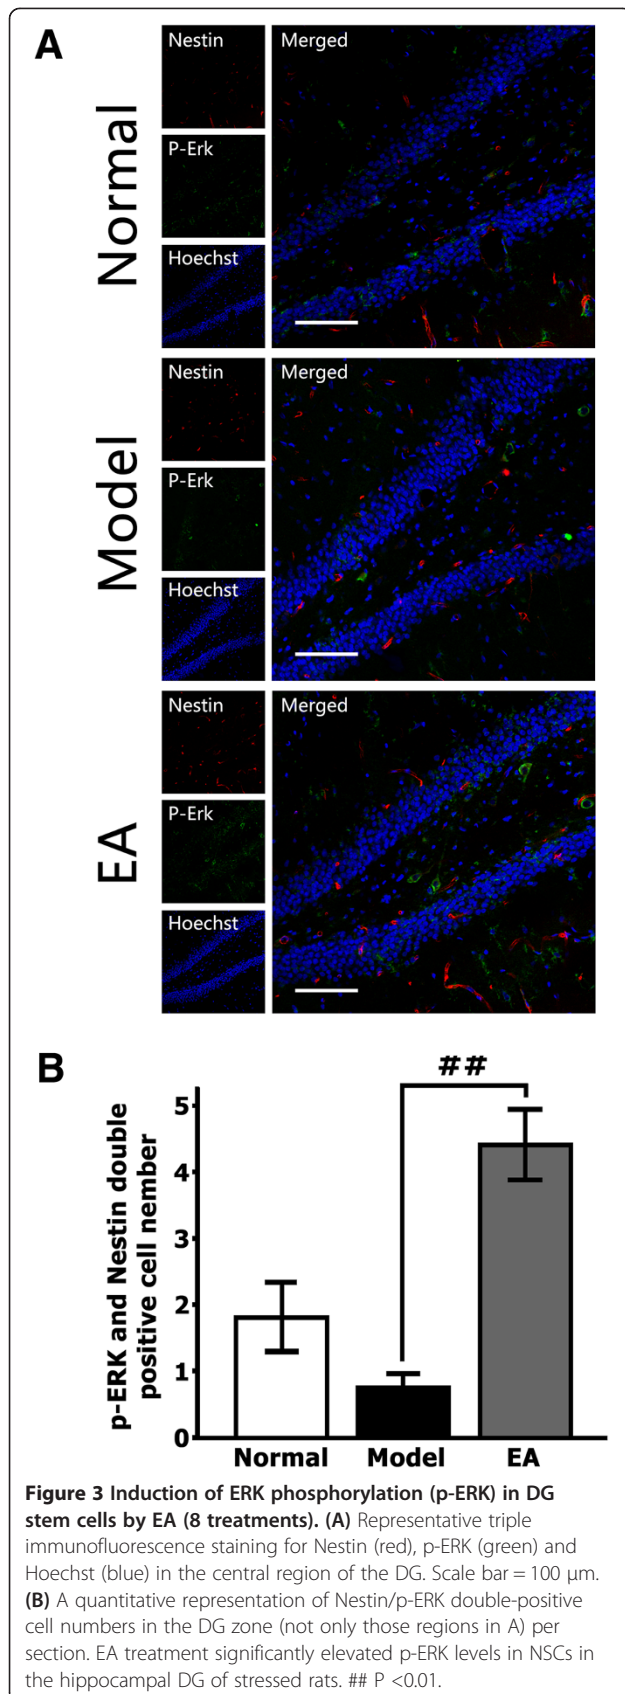 A
Normal
Nestin
P-Erk
Hoechst
Merged
Model
Nestin
P-Erk
Hoechst
Merged
EA
Nestin
P-Erk
Hoechst
Merged
B
p-ERK and Nestin double
positive cell nember
5
4
3
2
1
0
##
Normal Model EA
Figure 3 Induction of ERK phosphorylation (p-ERK) in DG
stem cells by EA (8 treatments). (A) Representative triple
immunofluorescence staining for Nestin (red), p-ERK (green) and
Hoechst (blue) in the central region of the DG. Scale bar = 100 μm.
(B) A quantitative representation of Nestin/p-ERK double-positive
cell numbers in the DG zone (not only those regions in A) per
section. EA treatment significantly elevated p-ERK levels in NSCs in
the hippocampal DG of stressed rats. ## P <0.01.